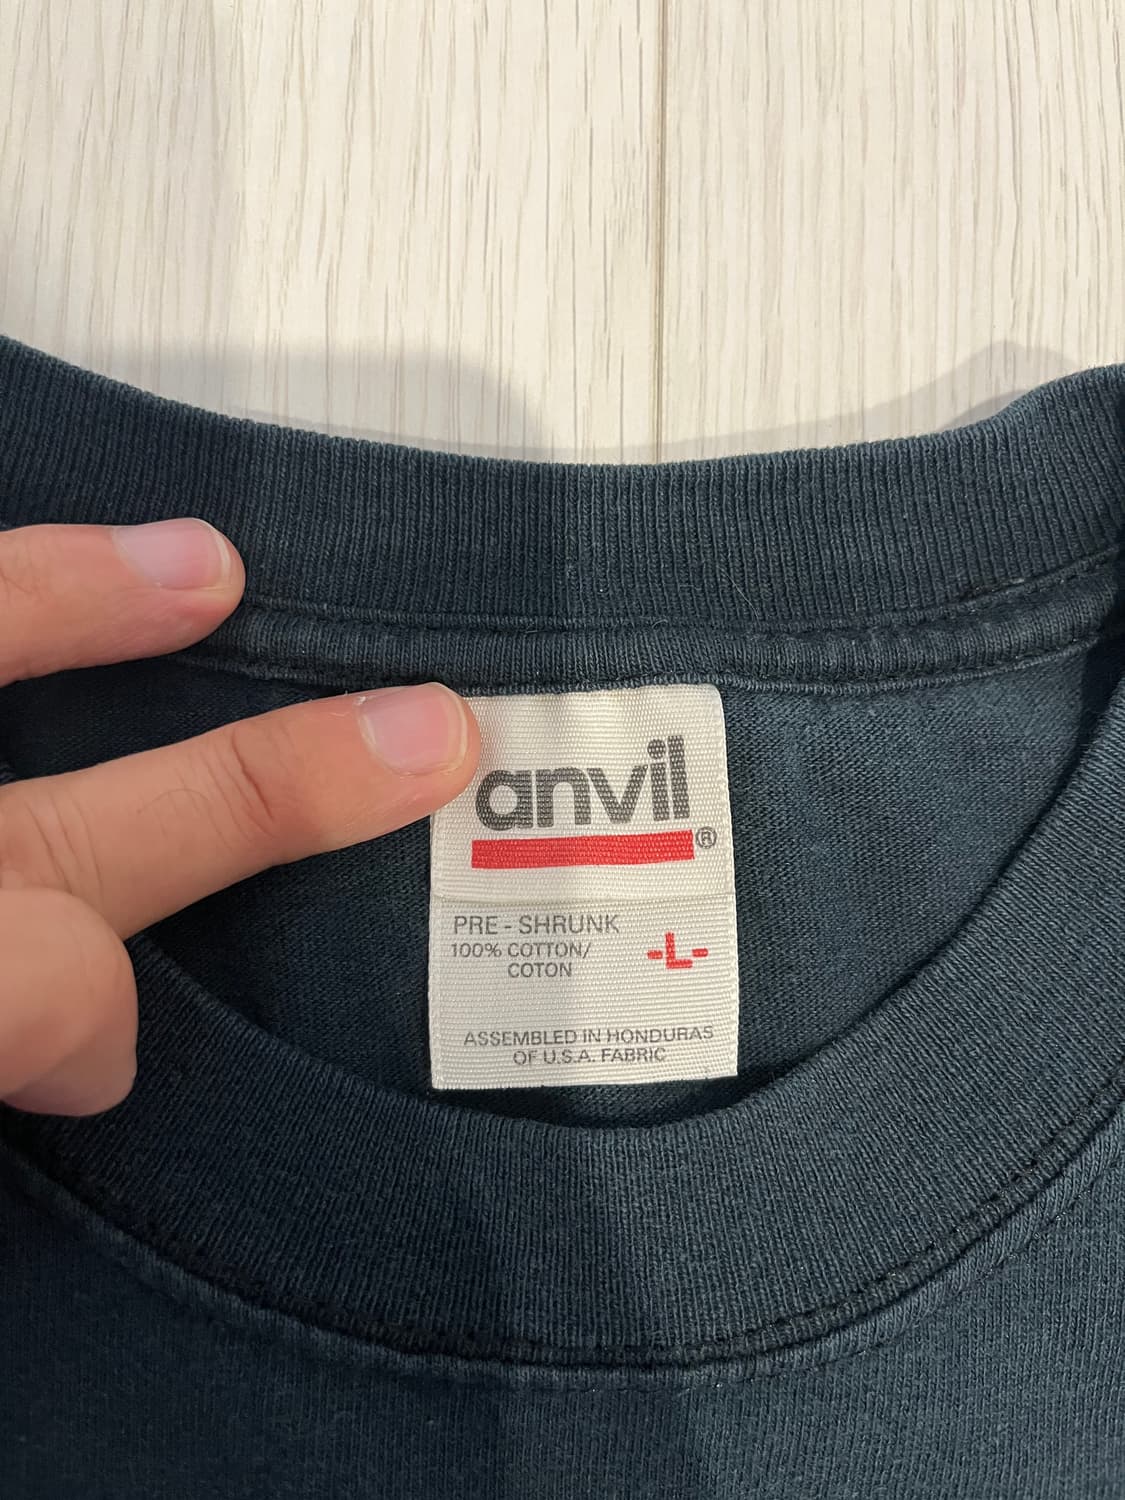 anvil®
PRE-SHRUNK
100% COTTON/
COTON
-L-
ASSEMBLED IN HONDURAS
OF U.S.A. FABRIC